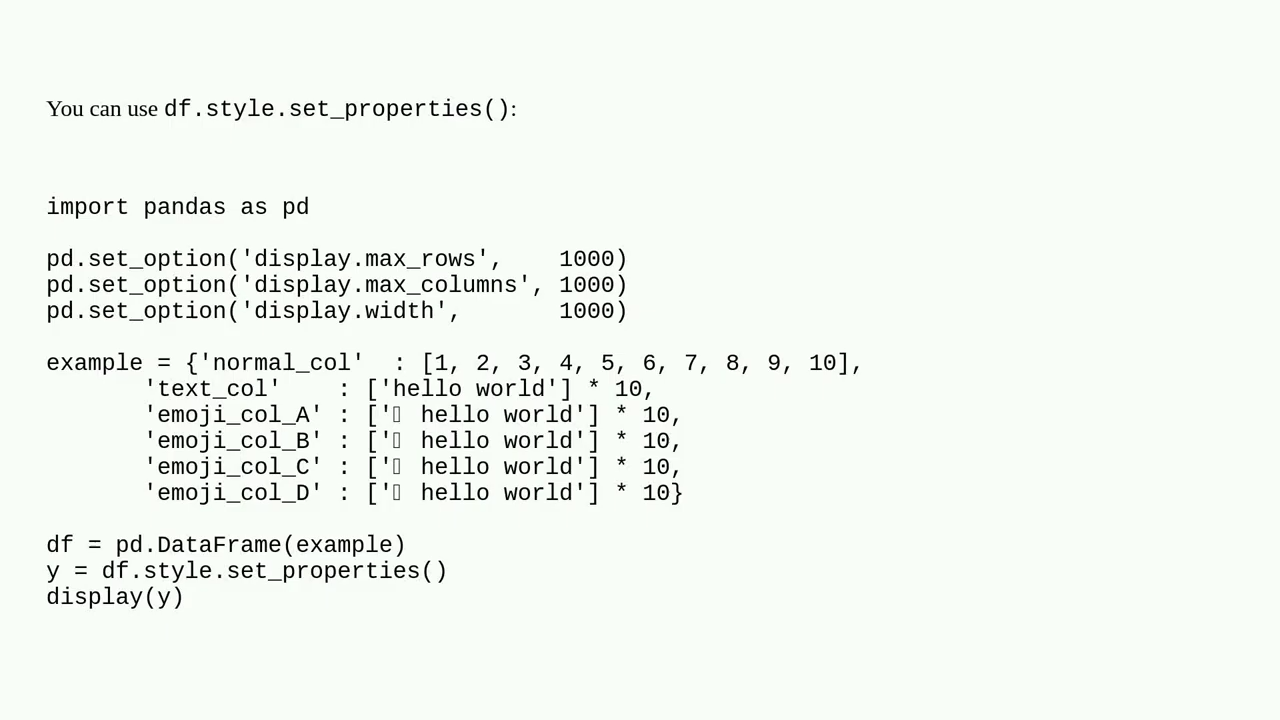 You can use df.style.set_properties():
import pandas as pd
pd.set_option('display.max_rows',    1000)
pd.set_option('display.max_columns', 1000)
pd.set_option('display.width',       1000)
example = {'normal_col'  : [1, 2, 3, 4, 5, 6, 7, 8, 9, 10],
       'text_col'    : ['hello world'] * 10,
       'emoji_col_A' : ['▯ hello world'] * 10,
       'emoji_col_B' : ['▯ hello world'] * 10,
       'emoji_col_C' : ['▯ hello world'] * 10,
       'emoji_col_D' : ['▯ hello world'] * 10}
df = pd.DataFrame(example)
y = df.style.set_properties()
display(y)